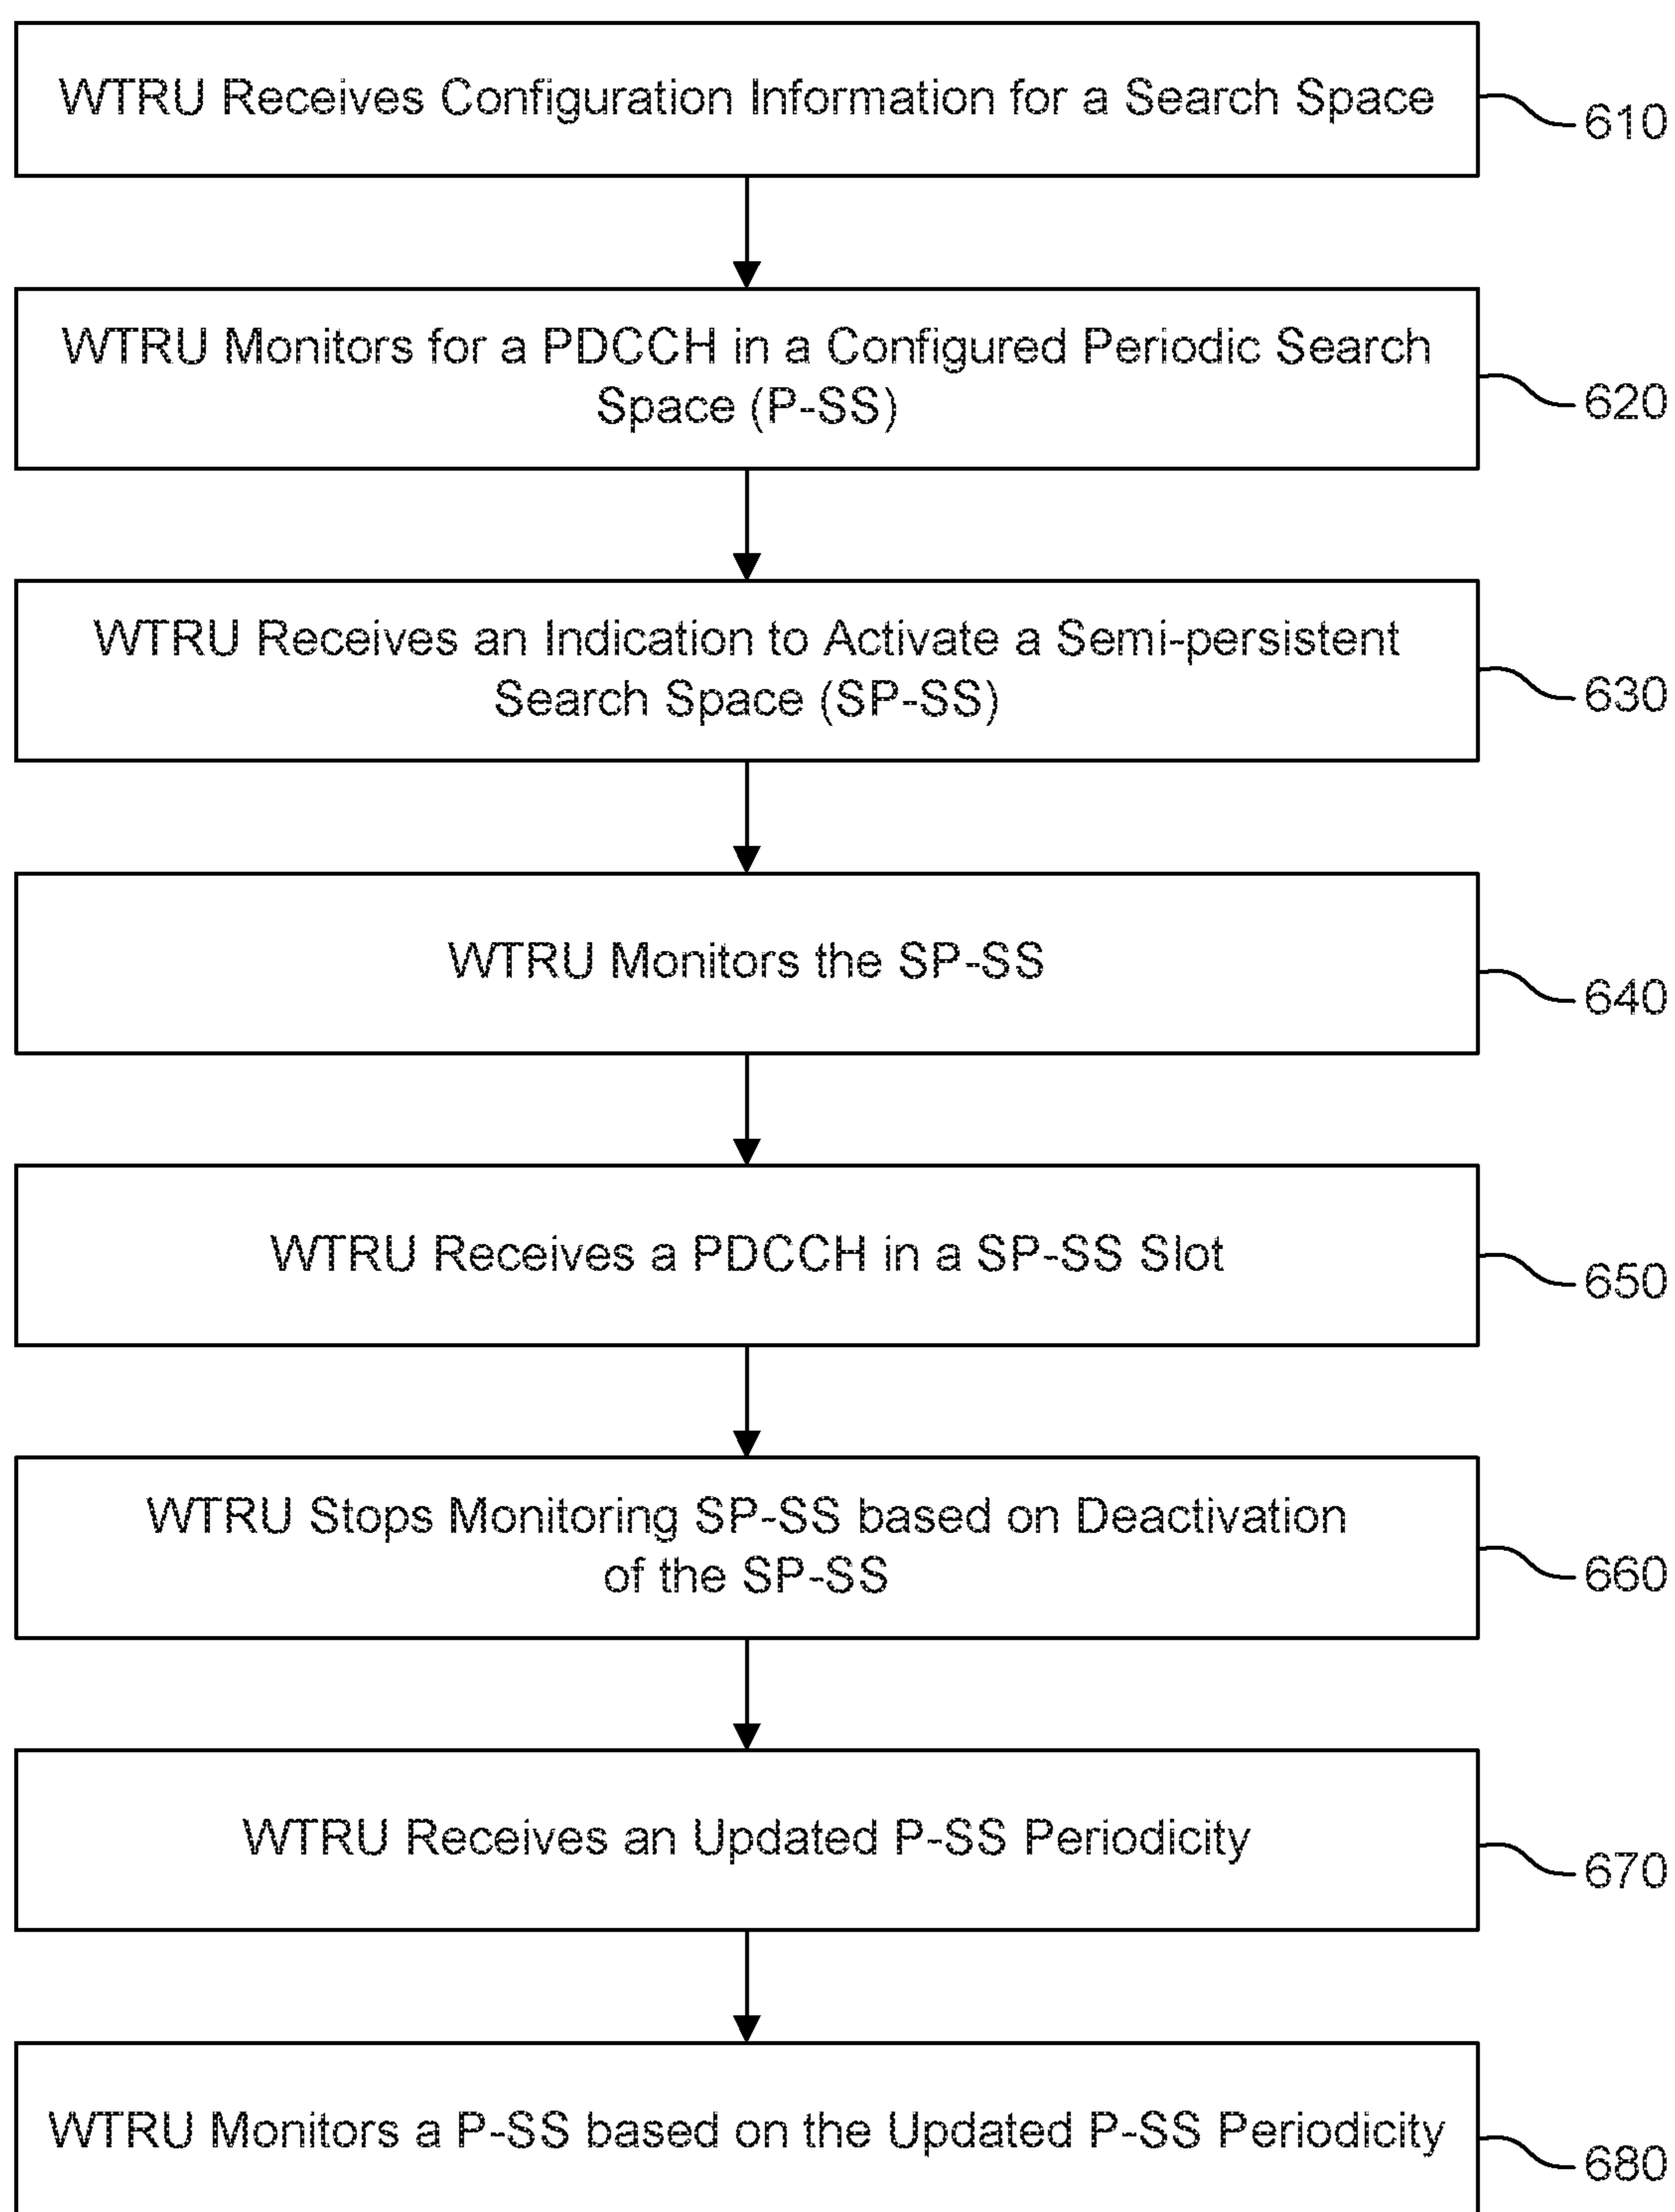 WTRU Receives Configuration Information for a Search Space
610
WTRU Monitors for a PDCCH in a Configured Periodic Search
Space (P-SS)
620
WTRU Receives an Indication to Activate a Semi-persistent
Search Space (SP-SS)
630
WTRU Monitors the SP-SS
640
WTRU Receives a PDCCH in a SP-SS Slot
650
WTRU Stops Monitoring SP-SS based on Deactivation
of the SP-SS
660
WTRU Receives an Updated P-SS Periodicity
670
WTRU Monitors a P-SS based on the Updated P-SS Periodicity
680